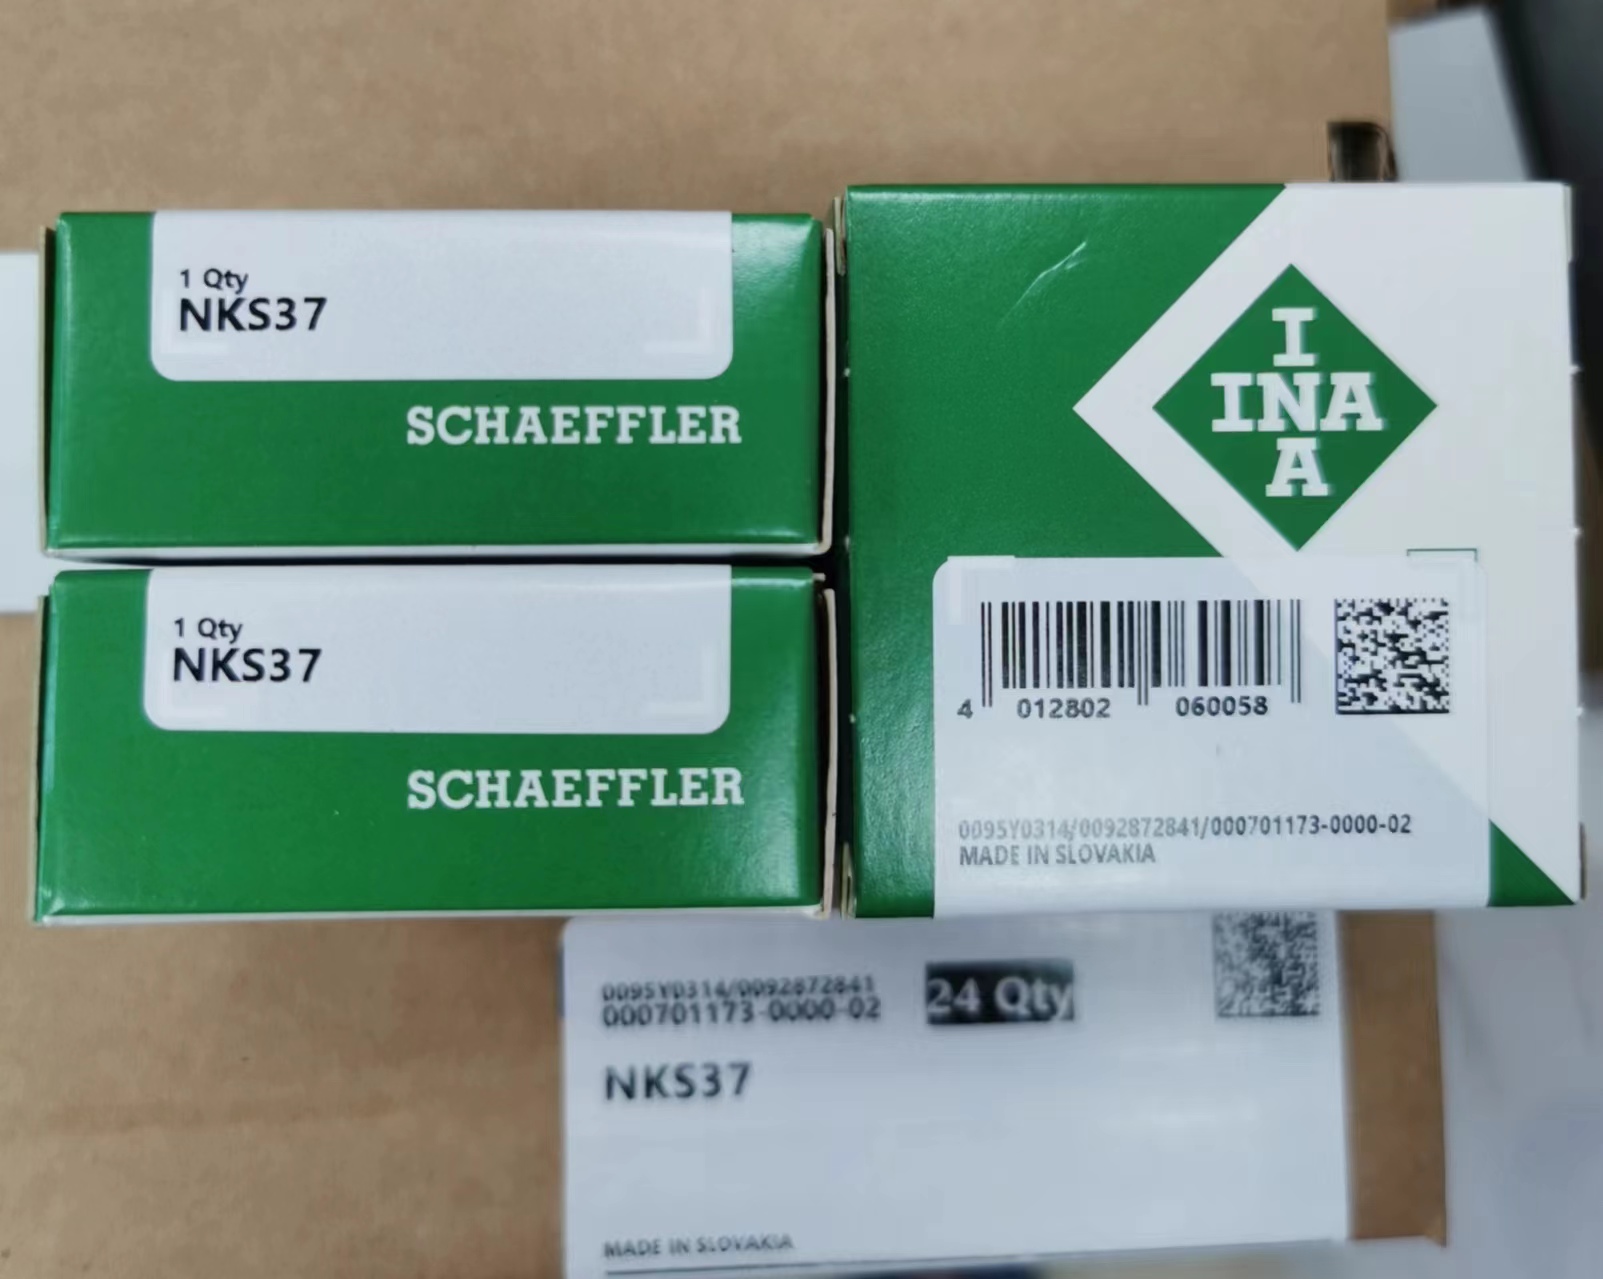 1 Qty
NKS37
SCHAEFFLER
1 Qty
NKS37
SCHAEFFLER
I
INA
A
4 012802 060058
0095Y0314/0092872841/000701173-0000-02
MADE IN SLOVAKIA
0095Y0314/0092872841
000701173-0000-02
24 Qty
NKS37
MADE IN SLOVAKIA